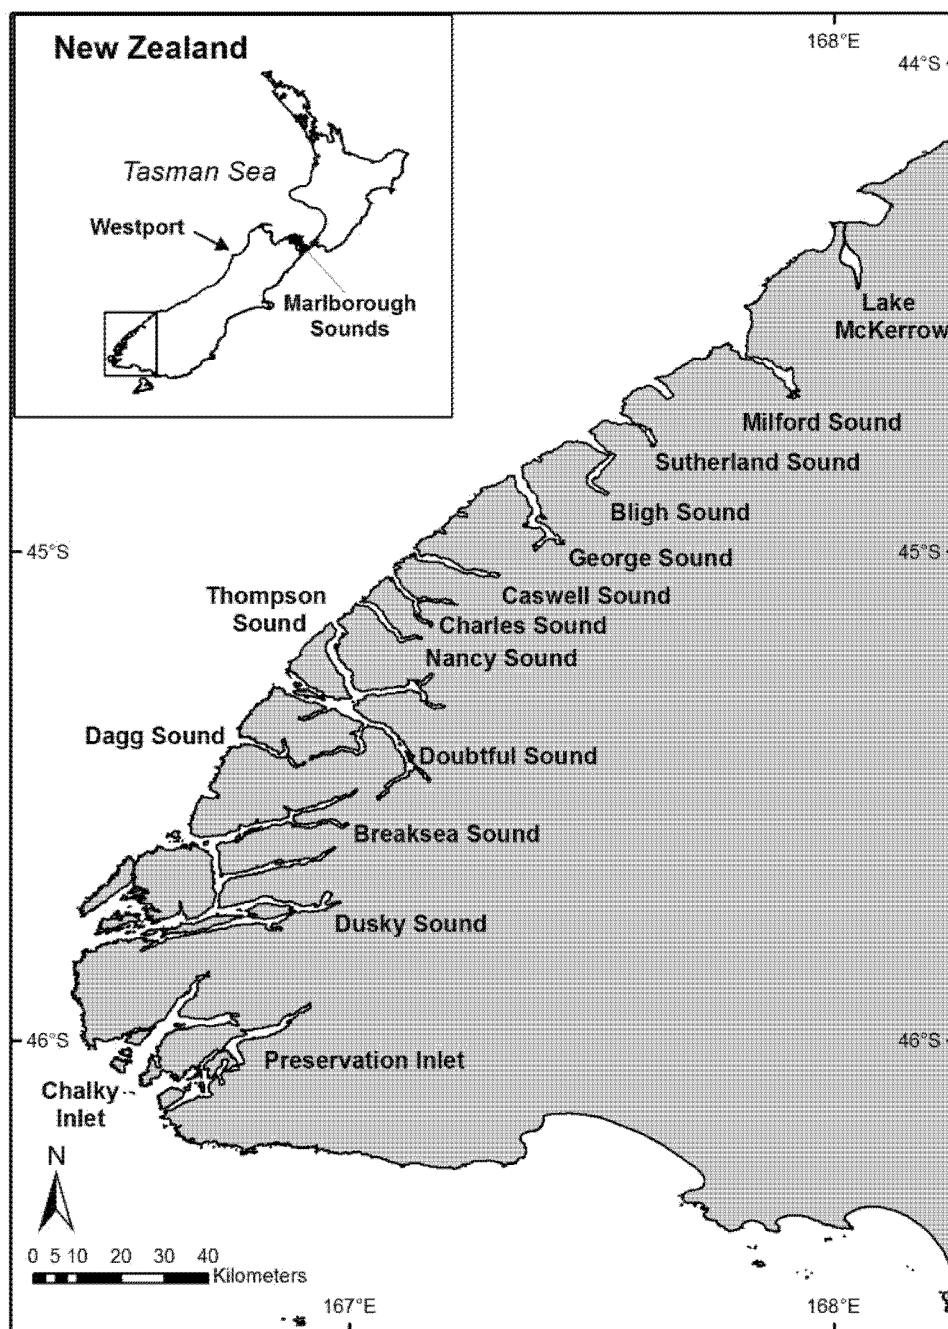 New Zealand
Tasman Sea
Westport
Marlborough
Sounds
168°E
44°S
Lake
McKerrow
Milford Sound
Sutherland Sound
Bligh Sound
George Sound
45°S
45°S
Caswell Sound
Thompson
Sound
Charles Sound
Nancy Sound
Dagg Sound
Doubtful Sound
Breaksea Sound
Dusky Sound
46°S
46°S
Preservation Inlet
Chalky
Inlet
N
0 5 10 20 30 40
Kilometers
167°E
168°E